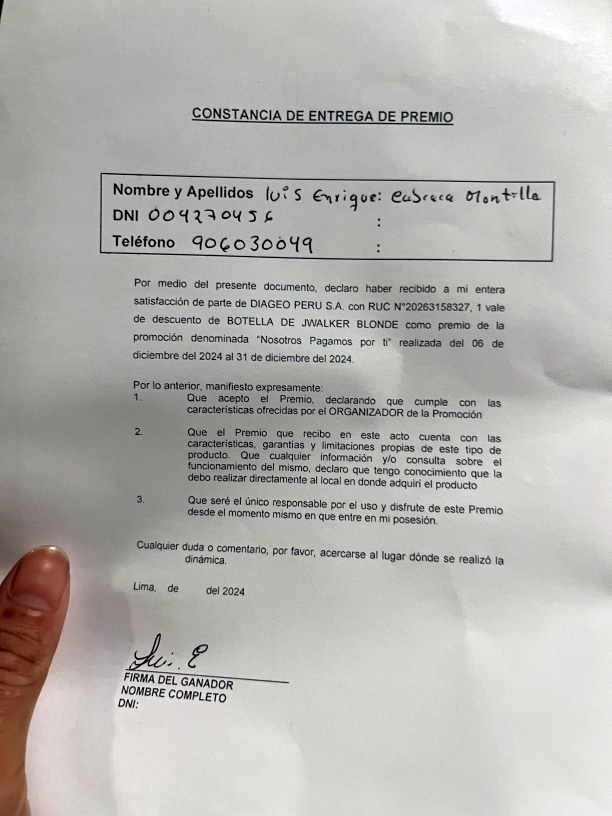 CONSTANCIA DE ENTREGA DE PREMIO
Nombre y Apellidos Luis Enrique: Cabrera Montilla
DNI 004270456 :
Teléfono 906030049 :
Por medio del presente documento, declaro haber recibido a mi entera
satisfacción de parte de DIAGEO PERU S.A. con RUC N°20263158327, 1 vale
de descuento de BOTELLA DE JWALKER BLONDE como premio de la
promoción denominada "Nosotros Pagamos por ti" realizada del 06 de
diciembre del 2024 al 31 de diciembre del 2024.
Por lo anterior, manifiesto expresamente:
1. Que acepto el Premio, declarando que cumple con las
características ofrecidas por el ORGANIZADOR de la Promoción
2. Que el Premio que recibo en este acto cuenta con las
características, garantías y limitaciones propias de este tipo de
producto. Que cualquier información y/o consulta sobre el
funcionamiento del mismo, declaro que tengo conocimiento que la
debo realizar directamente al local en donde adquirí el producto
3. Que seré el único responsable por el uso y disfrute de este Premio
desde el momento mismo en que entre en mi posesión.
Cualquier duda o comentario, por favor, acercarse al lugar dónde se realizó la
dinámica.
Lima, de del 2024
Luis E
FIRMA DEL GANADOR
NOMBRE COMPLETO
DNI: